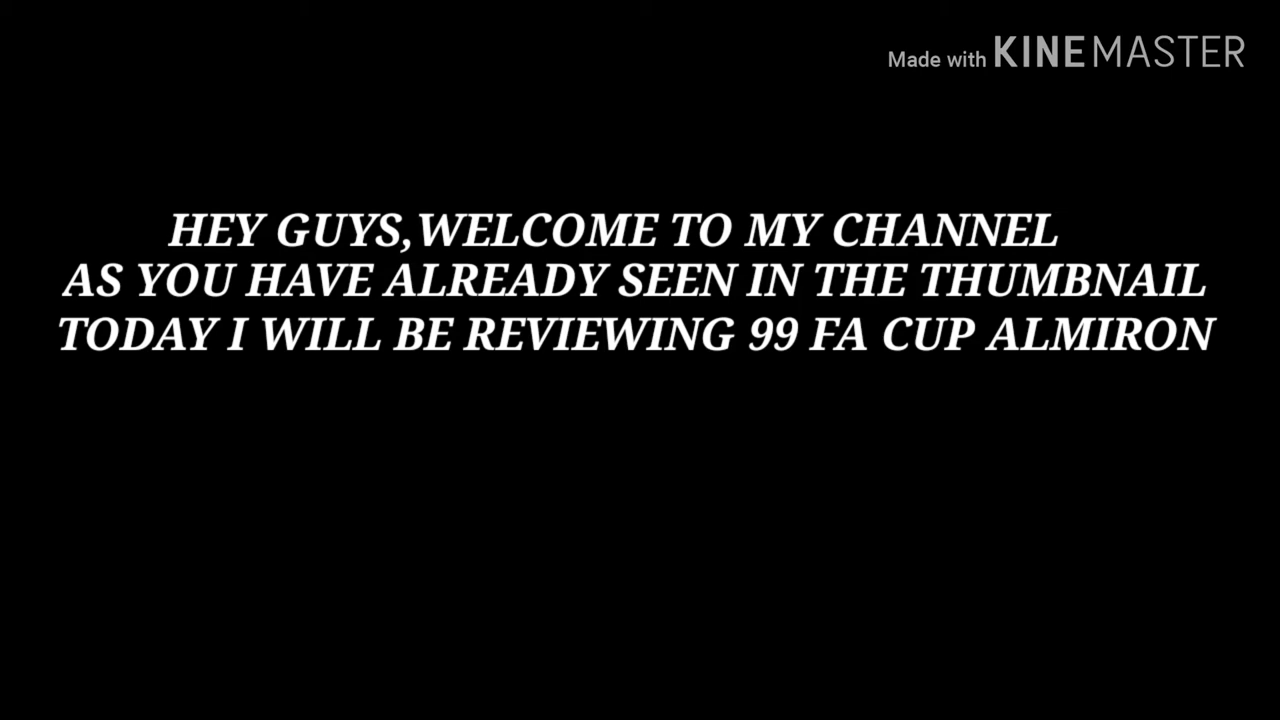 Made with KINEMASTER
HEY GUYS,WELCOME TO MY CHANNEL
AS YOU HAVE ALREADY SEEN IN THE THUMBNAIL
TODAY I WILL BE REVIEWING 99 FA CUP ALMIRON